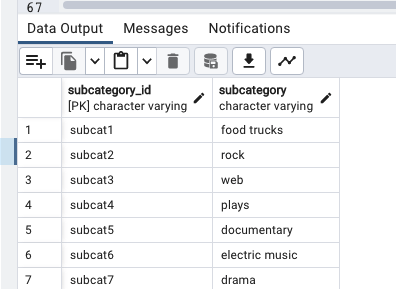 67
Data Output Messages Notifications
subcategory_id subcategory
[PK] character varying character varying
1 subcat1 food trucks
2 subcat2 rock
3 subcat3 web
4 subcat4 plays
5 subcat5 documentary
6 subcat6 electric music
7 subcat7 drama